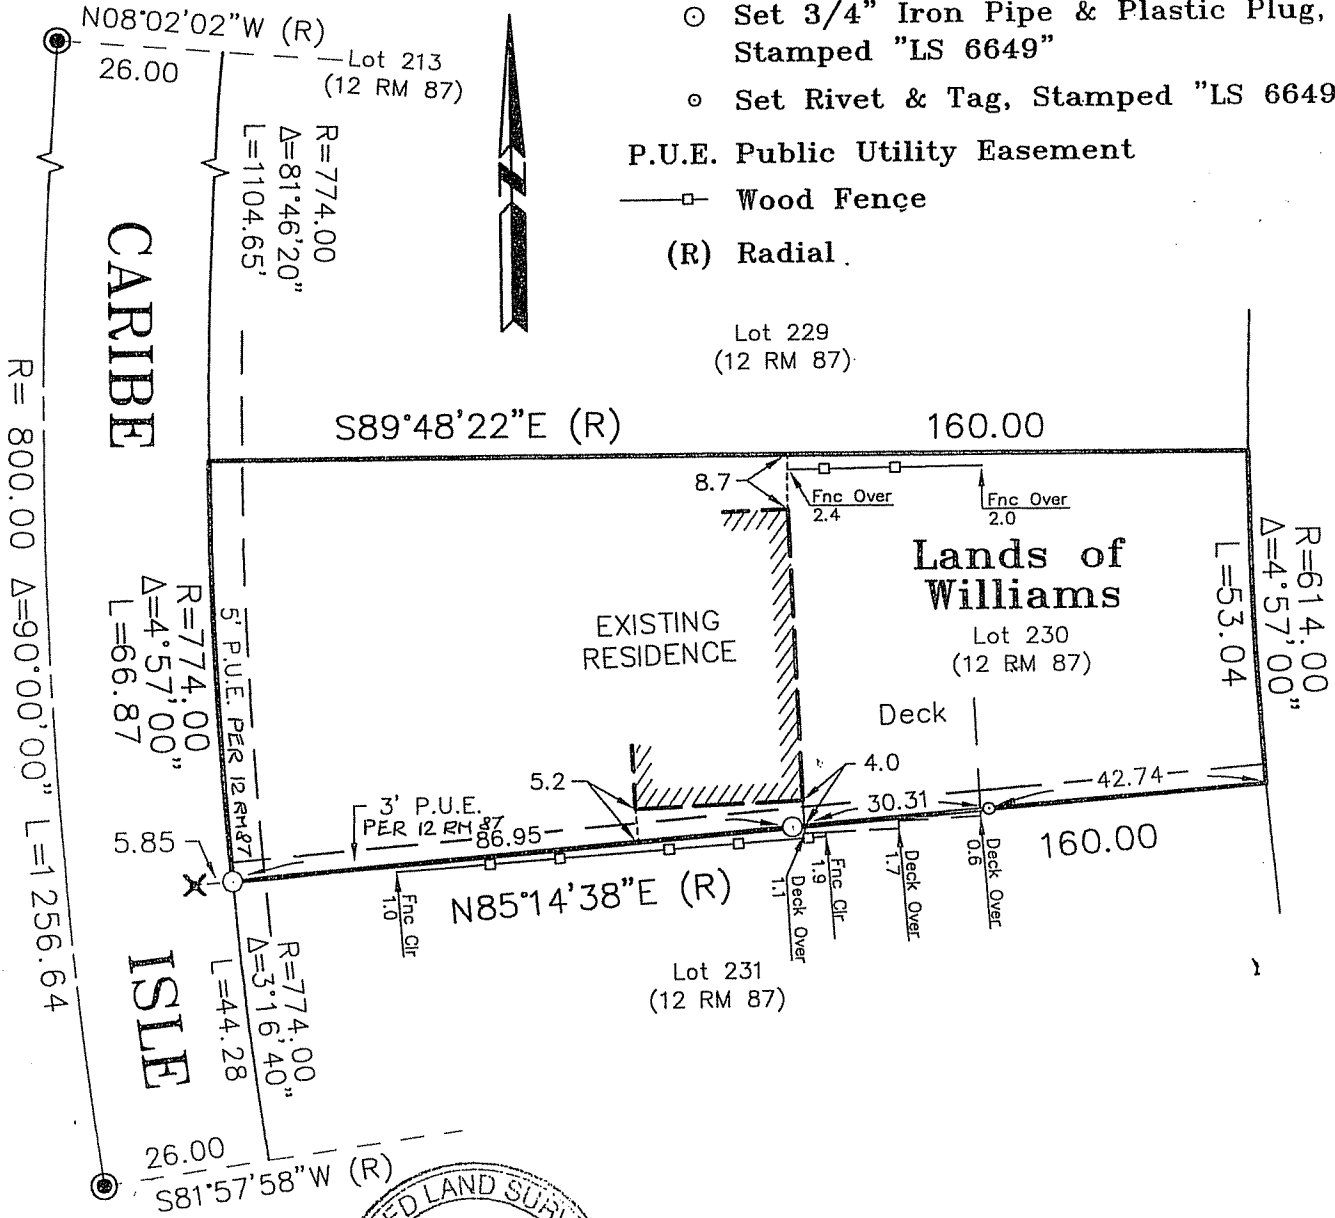 N08°02'02"W (R)
26.00
Lot 213
(12 RM 87)
Set 3/4" Iron Pipe & Plastic Plug,
Stamped "LS 6649"
Set Rivet & Tag, Stamped "LS 6649
P.U.E. Public Utility Easement
Wood Fence
(R) Radial
R=774.00
Δ=81°46'20"
L=1104.65'
N
CARIBE
ISLE
R= 800.00 Δ=90°00'00" L=1256.64
Lot 229
(12 RM 87)
S89°48'22"E (R)
160.00
8.7
Fnc Over
2.4
Fnc Over
2.0
Lands of
Williams
Lot 230
(12 RM 87)
R=614.00
Δ=4°57'00"
L=53.04
EXISTING
RESIDENCE
R=774.00
Δ=4°57'00"
L=66.87
5' P.U.E. PER 12 RM 87
Deck
5.2
4.0
3' P.U.E.
PER 12 RM 87
86.95
30.31
42.74
5.85
N85°14'38"E (R)
160.00
Fnc Clr
1.0
Deck Over
1.1
Fnc Clr
1.9
Deck Over
1.7
Deck Over
0.6
Lot 231
(12 RM 87)
R=774.00
Δ=3°16'40"
L=44.28
26.00
S81°57'58"W (R)
ED LAND SUR